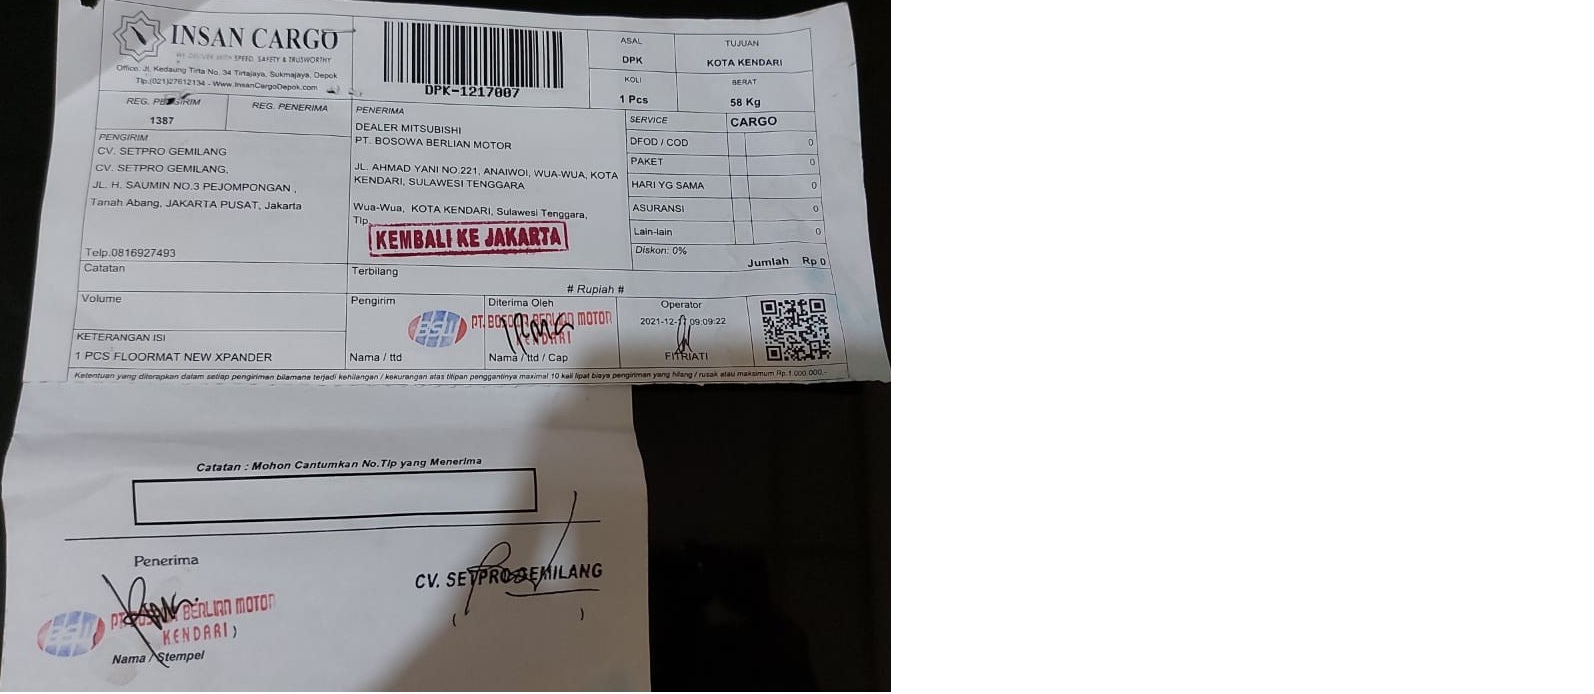 INSAN CARGO
WE DELIVER WITH SPEED, SAFETY & TRUSWORTHY
Office. Jl. Kedaung Tirta No. 34 Tirtajaya, Sukmajaya, Depok
Tlp.(021)27612134 - Www.InsanCargoDepok.com
DPK-1217007
ASAL
DPK
TUJUAN
KOTA KENDARI
KOLI
1 Pcs
BERAT
58 Kg
REG. PENGIRIM
1387
REG. PENERIMA
PENGIRIM
CV. SETPRO GEMILANG
CV. SETPRO GEMILANG,
JL. H. SAUMIN NO.3 PEJOMPONGAN ,
Tanah Abang, JAKARTA PUSAT, Jakarta
Telp.0816927493
PENERIMA
DEALER MITSUBISHI
PT. BOSOWA BERLIAN MOTOR
JL. AHMAD YANI NO.221, ANAIWOI, WUA-WUA, KOTA
KENDARI, SULAWESI TENGGARA
Wua-Wua, KOTA KENDARI, Sulawesi Tenggara,
Tlp.
KEMBALI KE JAKARTA
SERVICE CARGO
DFOD / COD 0
PAKET 0
HARI YG SAMA 0
ASURANSI 0
Lain-lain 0
Diskon: 0%
Jumlah Rp 0
Catatan
Terbilang
# Rupiah #
Volume
KETERANGAN ISI
1 PCS FLOORMAT NEW XPANDER
Pengirim
Nama / ttd
Diterima Oleh
PT. BOSOWA BERLIAN MOTOR
KENDARI
Nama / ttd / Cap
Operator
2021-12-17 09:09:22
FITRIATI
Ketentuan yang diterapkan dalam setiap pengiriman bilamana terjadi kehilangan / kekurangan atas titipan penggantinya maximal 10 kali lipat biaya pengiriman yang hilang / rusak atau maksimum Rp.1.000.000,-
Catatan : Mohon Cantumkan No.Tlp yang Menerima
Penerima
PT. BOSOWA BERLIAN MOTOR
KENDARI )
Nama / Stempel
CV. SETPRO GEMILANG
( )